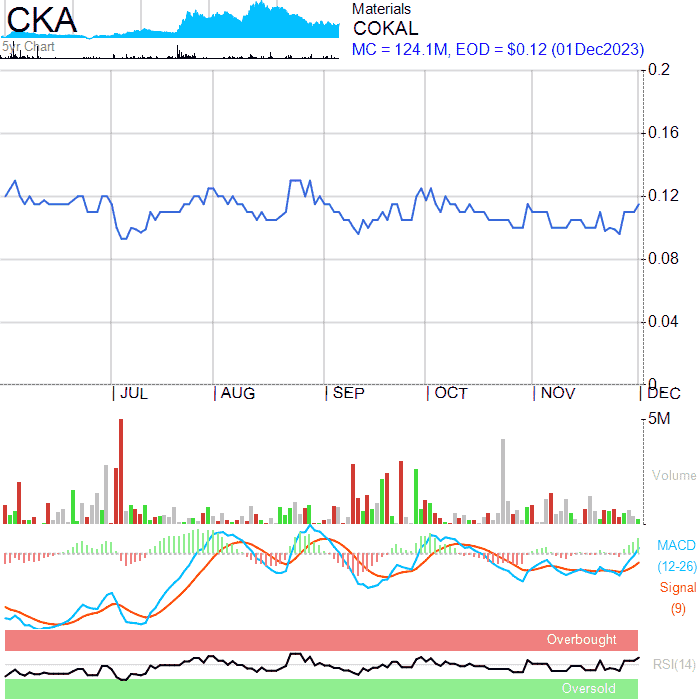 CKA
5yr Chart
Materials
COKAL
MC = 124.1M, EOD = $0.12 (01Dec2023)
0.2
0.16
0.12
0.08
0.04
0
JUL AUG SEP OCT NOV DEC
5M
Volume
MACD
(12-26)
Signal
(9)
Overbought
RSI(14)
Oversold